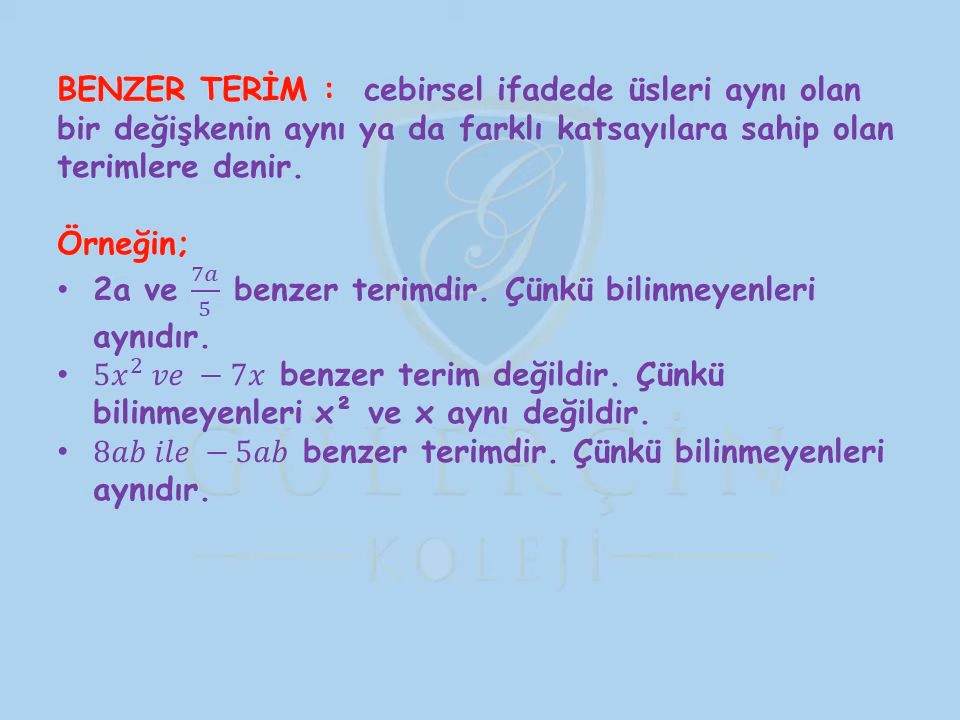 BENZER TERİM : cebirsel ifadede üsleri aynı olan
bir değişkenin aynı ya da farklı katsayılara sahip olan
terimlere denir.
Örneğin;
• 2a ve 7𝑎/5 benzer terimdir. Çünkü bilinmeyenleri
aynıdır.
• 5𝑥² 𝑣𝑒 − 7𝑥 benzer terim değildir. Çünkü
bilinmeyenleri x² ve x aynı değildir.
• 8𝑎𝑏 𝑖𝑙𝑒 − 5𝑎𝑏 benzer terimdir. Çünkü bilinmeyenleri
aynıdır.
GÜLERÇİN
KOLEJİ